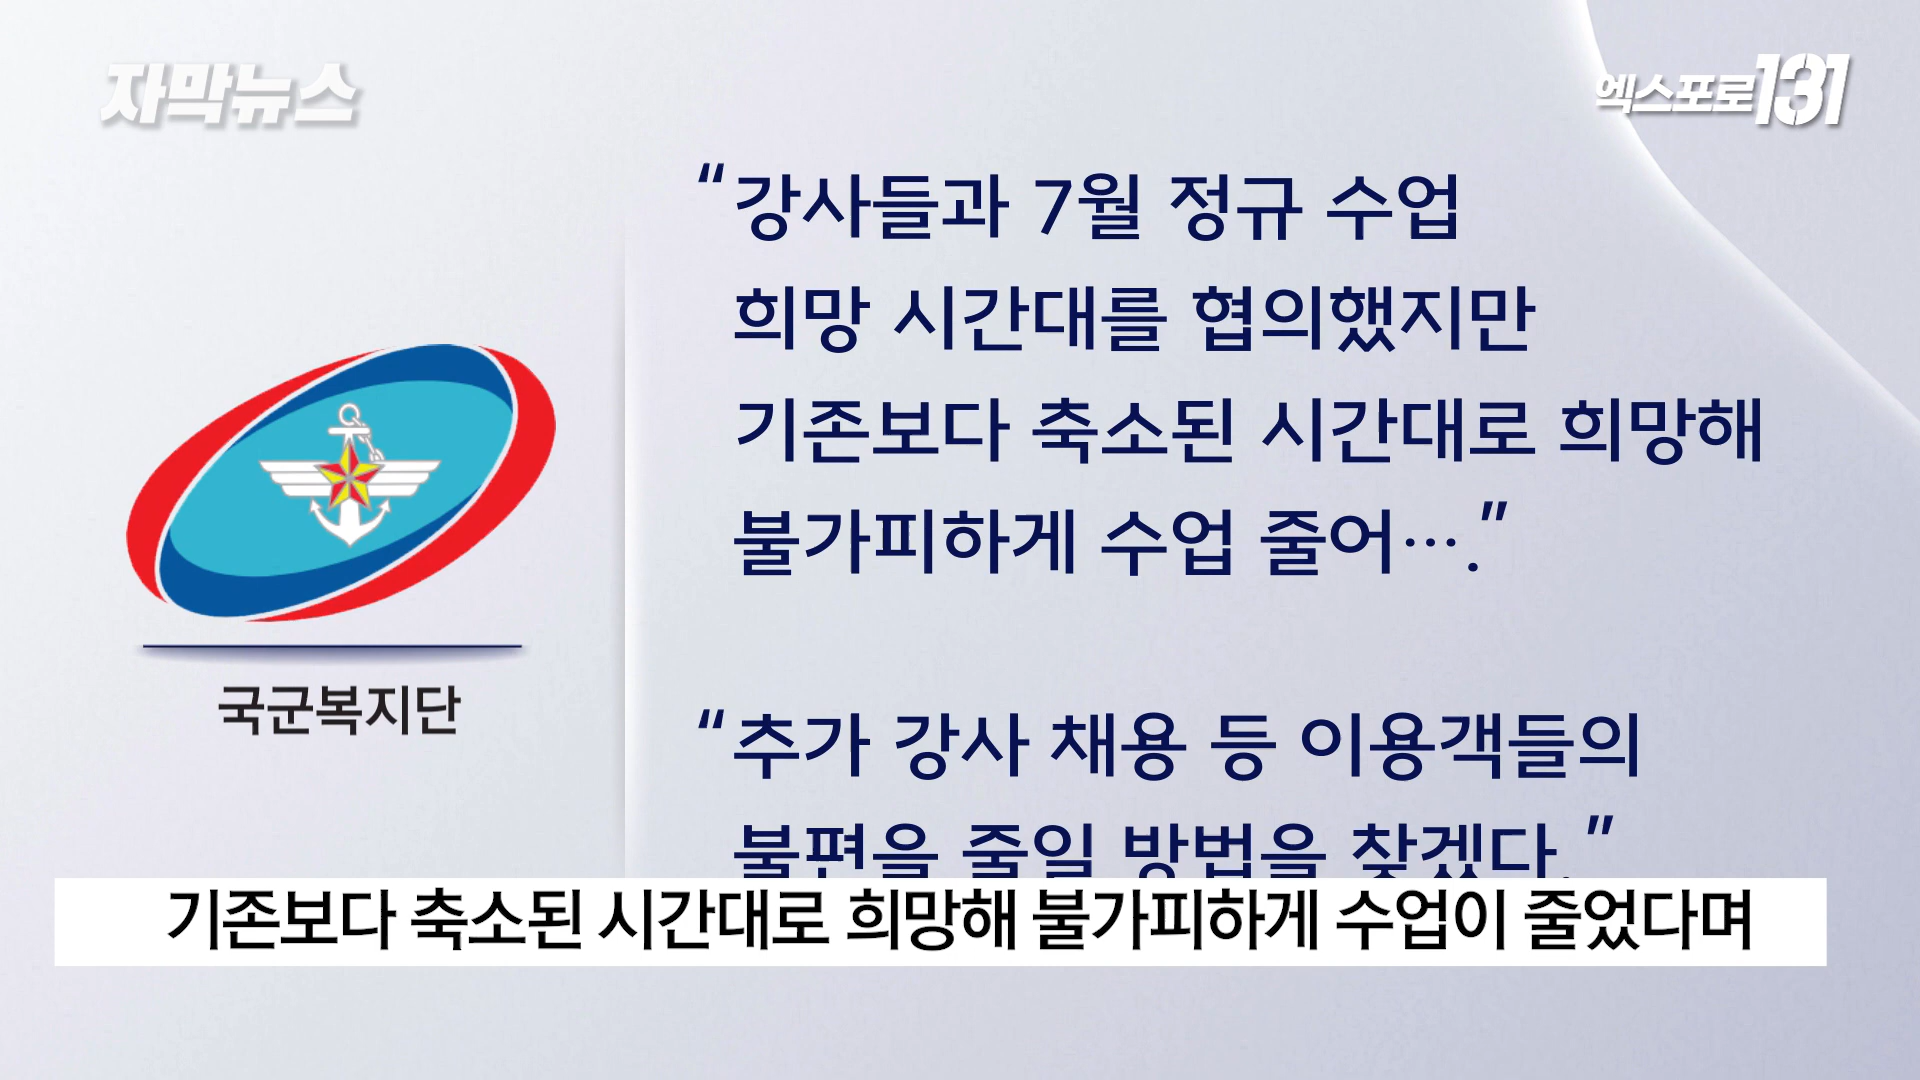 자막뉴스
엑스포로131
“강사들과 7월 정규 수업
희망 시간대를 협의했지만
기존보다 축소된 시간대로 희망해
불가피하게 수업 줄어….”
국군복지단
“추가 강사 채용 등 이용객들의
불편을 줄일 방법을 찾겠다.”
기존보다 축소된 시간대로 희망해 불가피하게 수업이 줄었다며